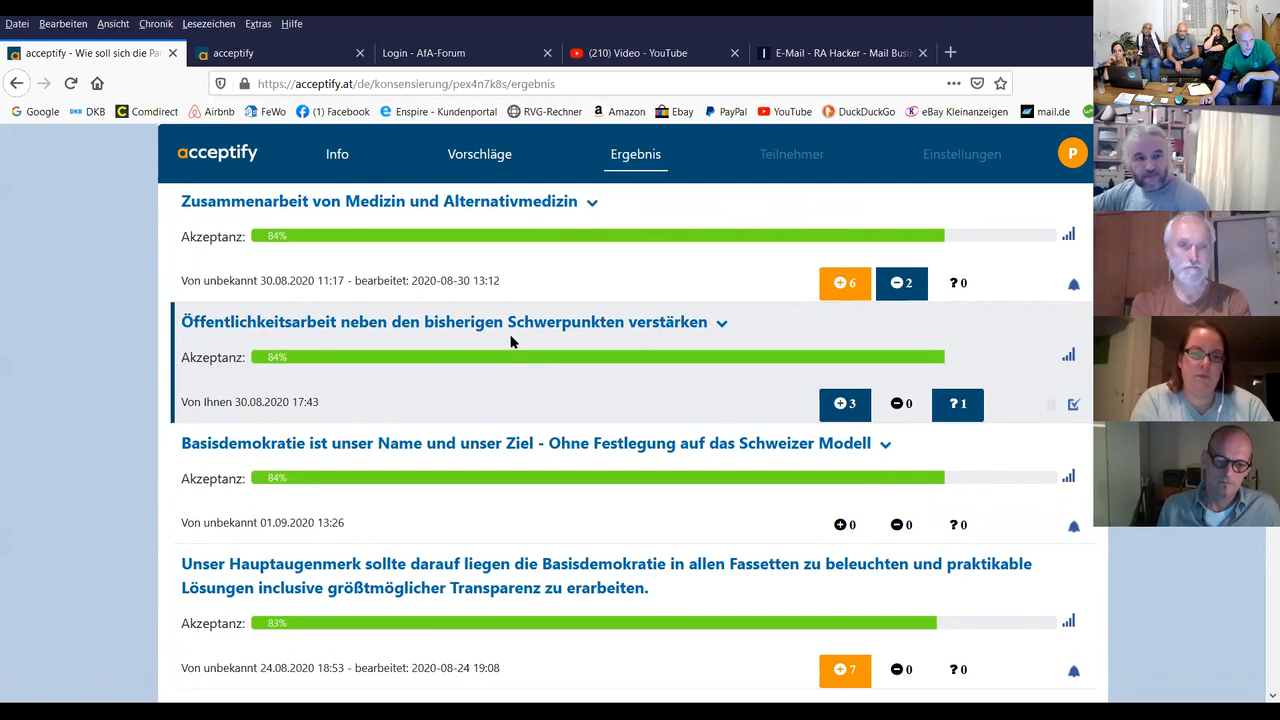 Datei Bearbeiten Ansicht Chronik Lesezeichen Extras Hilfe
acceptify - Wie soll sich die Pa
acceptify
Login - AfA-Forum
(210) Video - YouTube
E-Mail - RA Hacker - Mail Busi
https://acceptify.at/de/konsensierung/pex4n7k8s/ergebnis
Google DKB DKB Comdirect Airbnb FeWo (1) Facebook Enspire - Kundenportal RVG-Rechner Amazon Ebay PayPal YouTube DuckDuckGo eBay Kleinanzeigen mail.de
acceptify Info Vorschläge Ergebnis Teilnehmer Einstellungen P
Zusammenarbeit von Medizin und Alternativmedizin
Akzeptanz: 84%
Von unbekannt 30.08.2020 11:17 - bearbeitet: 2020-08-30 13:12
+ 6 - 2 ? 0
Öffentlichkeitsarbeit neben den bisherigen Schwerpunkten verstärken
Akzeptanz: 84%
Von Ihnen 30.08.2020 17:43
+ 3 - 0 ? 1
Basisdemokratie ist unser Name und unser Ziel - Ohne Festlegung auf das Schweizer Modell
Akzeptanz: 84%
Von unbekannt 01.09.2020 13:26
+ 0 - 0 ? 0
Unser Hauptaugenmerk sollte darauf liegen die Basisdemokratie in allen Fassetten zu beleuchten und praktikable
Lösungen inclusive größtmöglicher Transparenz zu erarbeiten.
Akzeptanz: 83%
Von unbekannt 24.08.2020 18:53 - bearbeitet: 2020-08-24 19:08
+ 7 - 0 ? 0